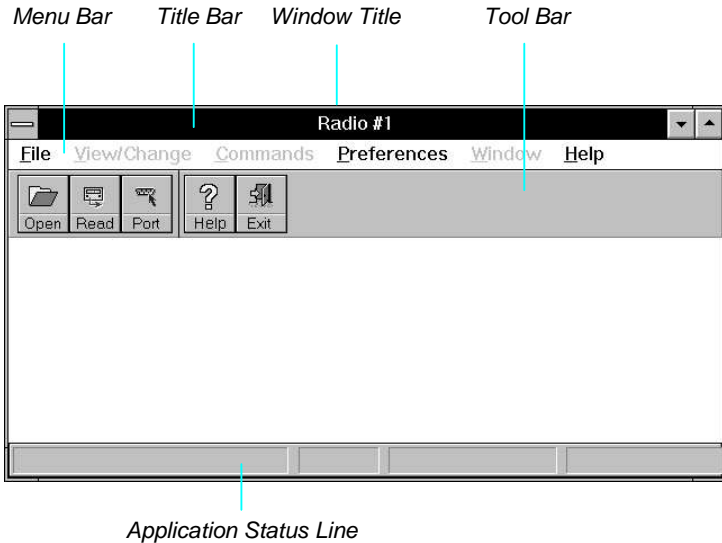 Menu Bar Title Bar Window Title Tool Bar
Radio #1
File View/Change Commands Preferences Window Help
Open Read Port Help Exit
Application Status Line